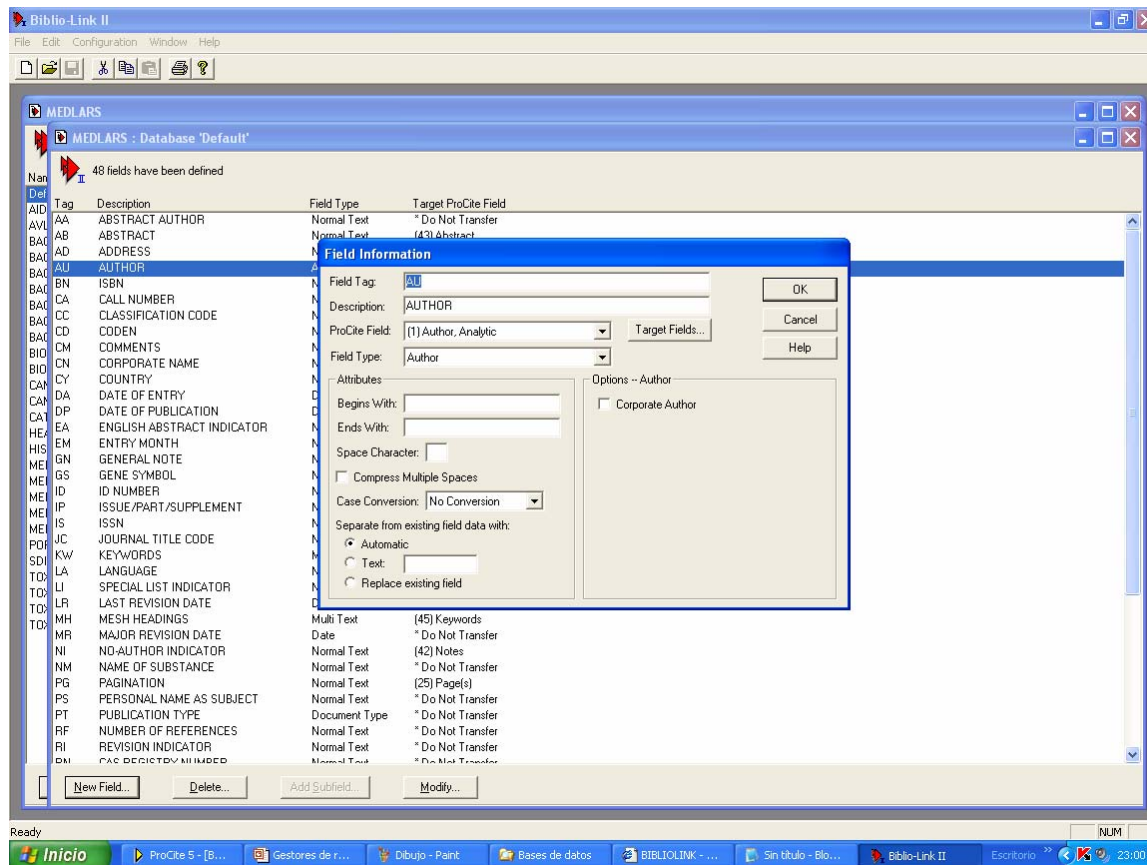 Biblio-Link II
File Edit Configuration Window Help
MEDLARS
MEDLARS : Database 'Default'
48 fields have been defined
Tag Description Field Type Target ProCite Field
AA ABSTRACT AUTHOR Normal Text * Do Not Transfer
AB ABSTRACT Normal Text (43) Abstract
AD ADDRESS
AU AUTHOR
BN ISBN
CA CALL NUMBER
CC CLASSIFICATION CODE
CD CODEN
CM COMMENTS
CN CORPORATE NAME
CY COUNTRY
DA DATE OF ENTRY
DP DATE OF PUBLICATION
EA ENGLISH ABSTRACT INDICATOR
EM ENTRY MONTH
GN GENERAL NOTE
GS GENE SYMBOL
ID ID NUMBER
IP ISSUE/PART/SUPPLEMENT
IS ISSN
JC JOURNAL TITLE CODE
KW KEYWORDS
LA LANGUAGE
LI SPECIAL LIST INDICATOR
LR LAST REVISION DATE
MH MESH HEADINGS Multi Text (45) Keywords
MR MAJOR REVISION DATE Date * Do Not Transfer
NI NO-AUTHOR INDICATOR Normal Text (42) Notes
NM NAME OF SUBSTANCE Normal Text * Do Not Transfer
PG PAGINATION Normal Text (25) Page(s)
PS PERSONAL NAME AS SUBJECT Normal Text * Do Not Transfer
PT PUBLICATION TYPE Document Type * Do Not Transfer
RF NUMBER OF REFERENCES Normal Text * Do Not Transfer
RI REVISION INDICATOR Normal Text * Do Not Transfer
RN CAS REGISTRY NUMBER Normal Text * Do Not Transfer
Field Information
Field Tag: AU
Description: AUTHOR
ProCite Field: (1) Author, Analytic Target Fields...
Field Type: Author
OK
Cancel
Help
Attributes
Begins With:
Ends With:
Space Character:
Compress Multiple Spaces
Case Conversion: No Conversion
Separate from existing field data with:
Automatic
Text:
Replace existing field
Options -- Author
Corporate Author
New Field... Delete... Add Subfield... Modify...
Ready NUM
Inicio ProCite 5 - [B... Gestores de r... Dibujo - Paint Bases de datos BIBLIOLINK - ... Sin título - Blo... Biblio-Link II Escritorio » 23:00